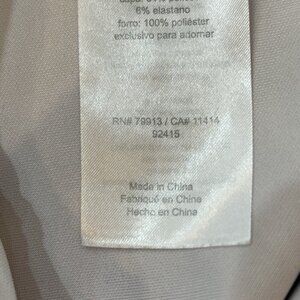 6% elastano
forro: 100% poliéster
exclusivo para adornar
RN# 79913 / CA# 11414
92415
Made in China
Fabriqué en China
Hecho en China